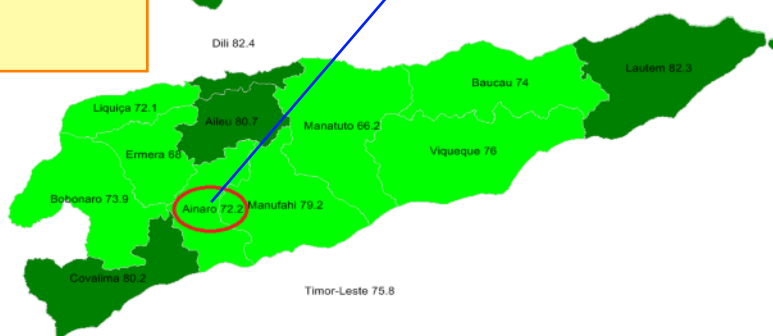 Dili 82.4
Lautem 82.3
Baucau 74
Liquiça 72.1
Aileu 80.7
Manatuto 66.2
Ermera 68
Viqueque 76
Bobonaro 73.9
Ainaro 72.2
Manufahi 79.2
Covalima 80.2
Timor-Leste 75.8